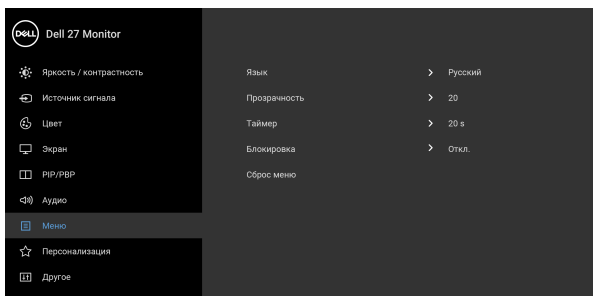 DELL Dell 27 Monitor
Яркость / контрастность
Источник сигнала
Цвет
Экран
PIP/PBP
Аудио
Меню
Персонализация
Другое
Язык > Русский
Прозрачность > 20
Таймер > 20 s
Блокировка > Откл.
Сброс меню